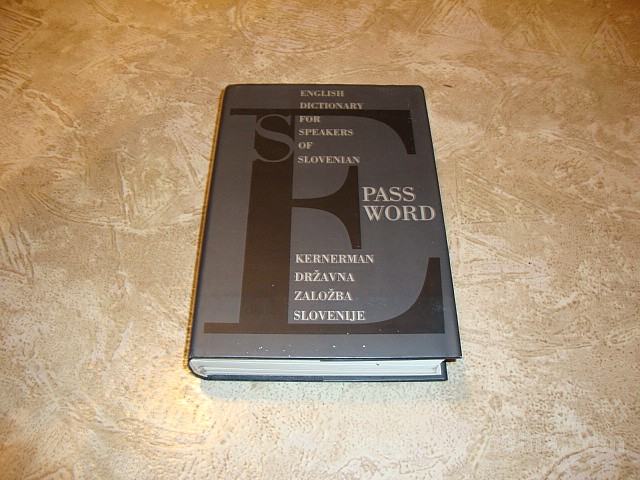 ENGLISH
DICTIONARY
FOR
SPEAKERS
OF
SLOVENIAN
S
E
PASS
WORD
KERNERMAN
DRŽAVNA
ZALOŽBA
SLOVENIJE